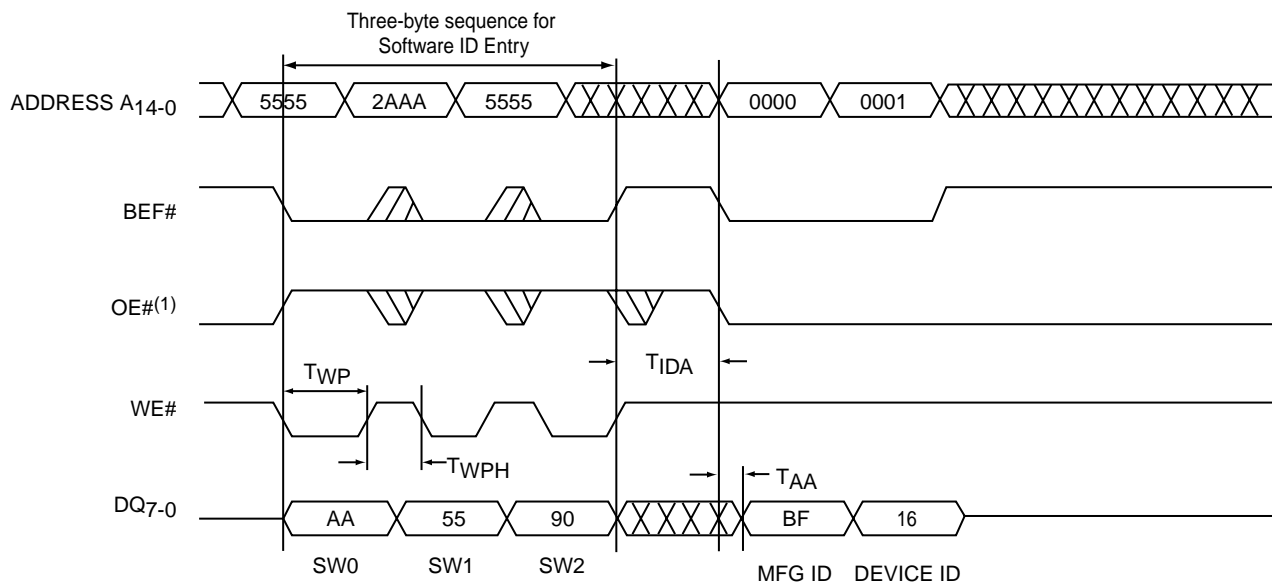 Three-byte sequence for
Software ID Entry
ADDRESS A14-0 5555 2AAA 5555 0000 0001
BEF#
OE#(1)
TWP TIDA
WE#
TWPH TAA
DQ7-0 AA 55 90 BF 16
SW0 SW1 SW2 MFG ID DEVICE ID